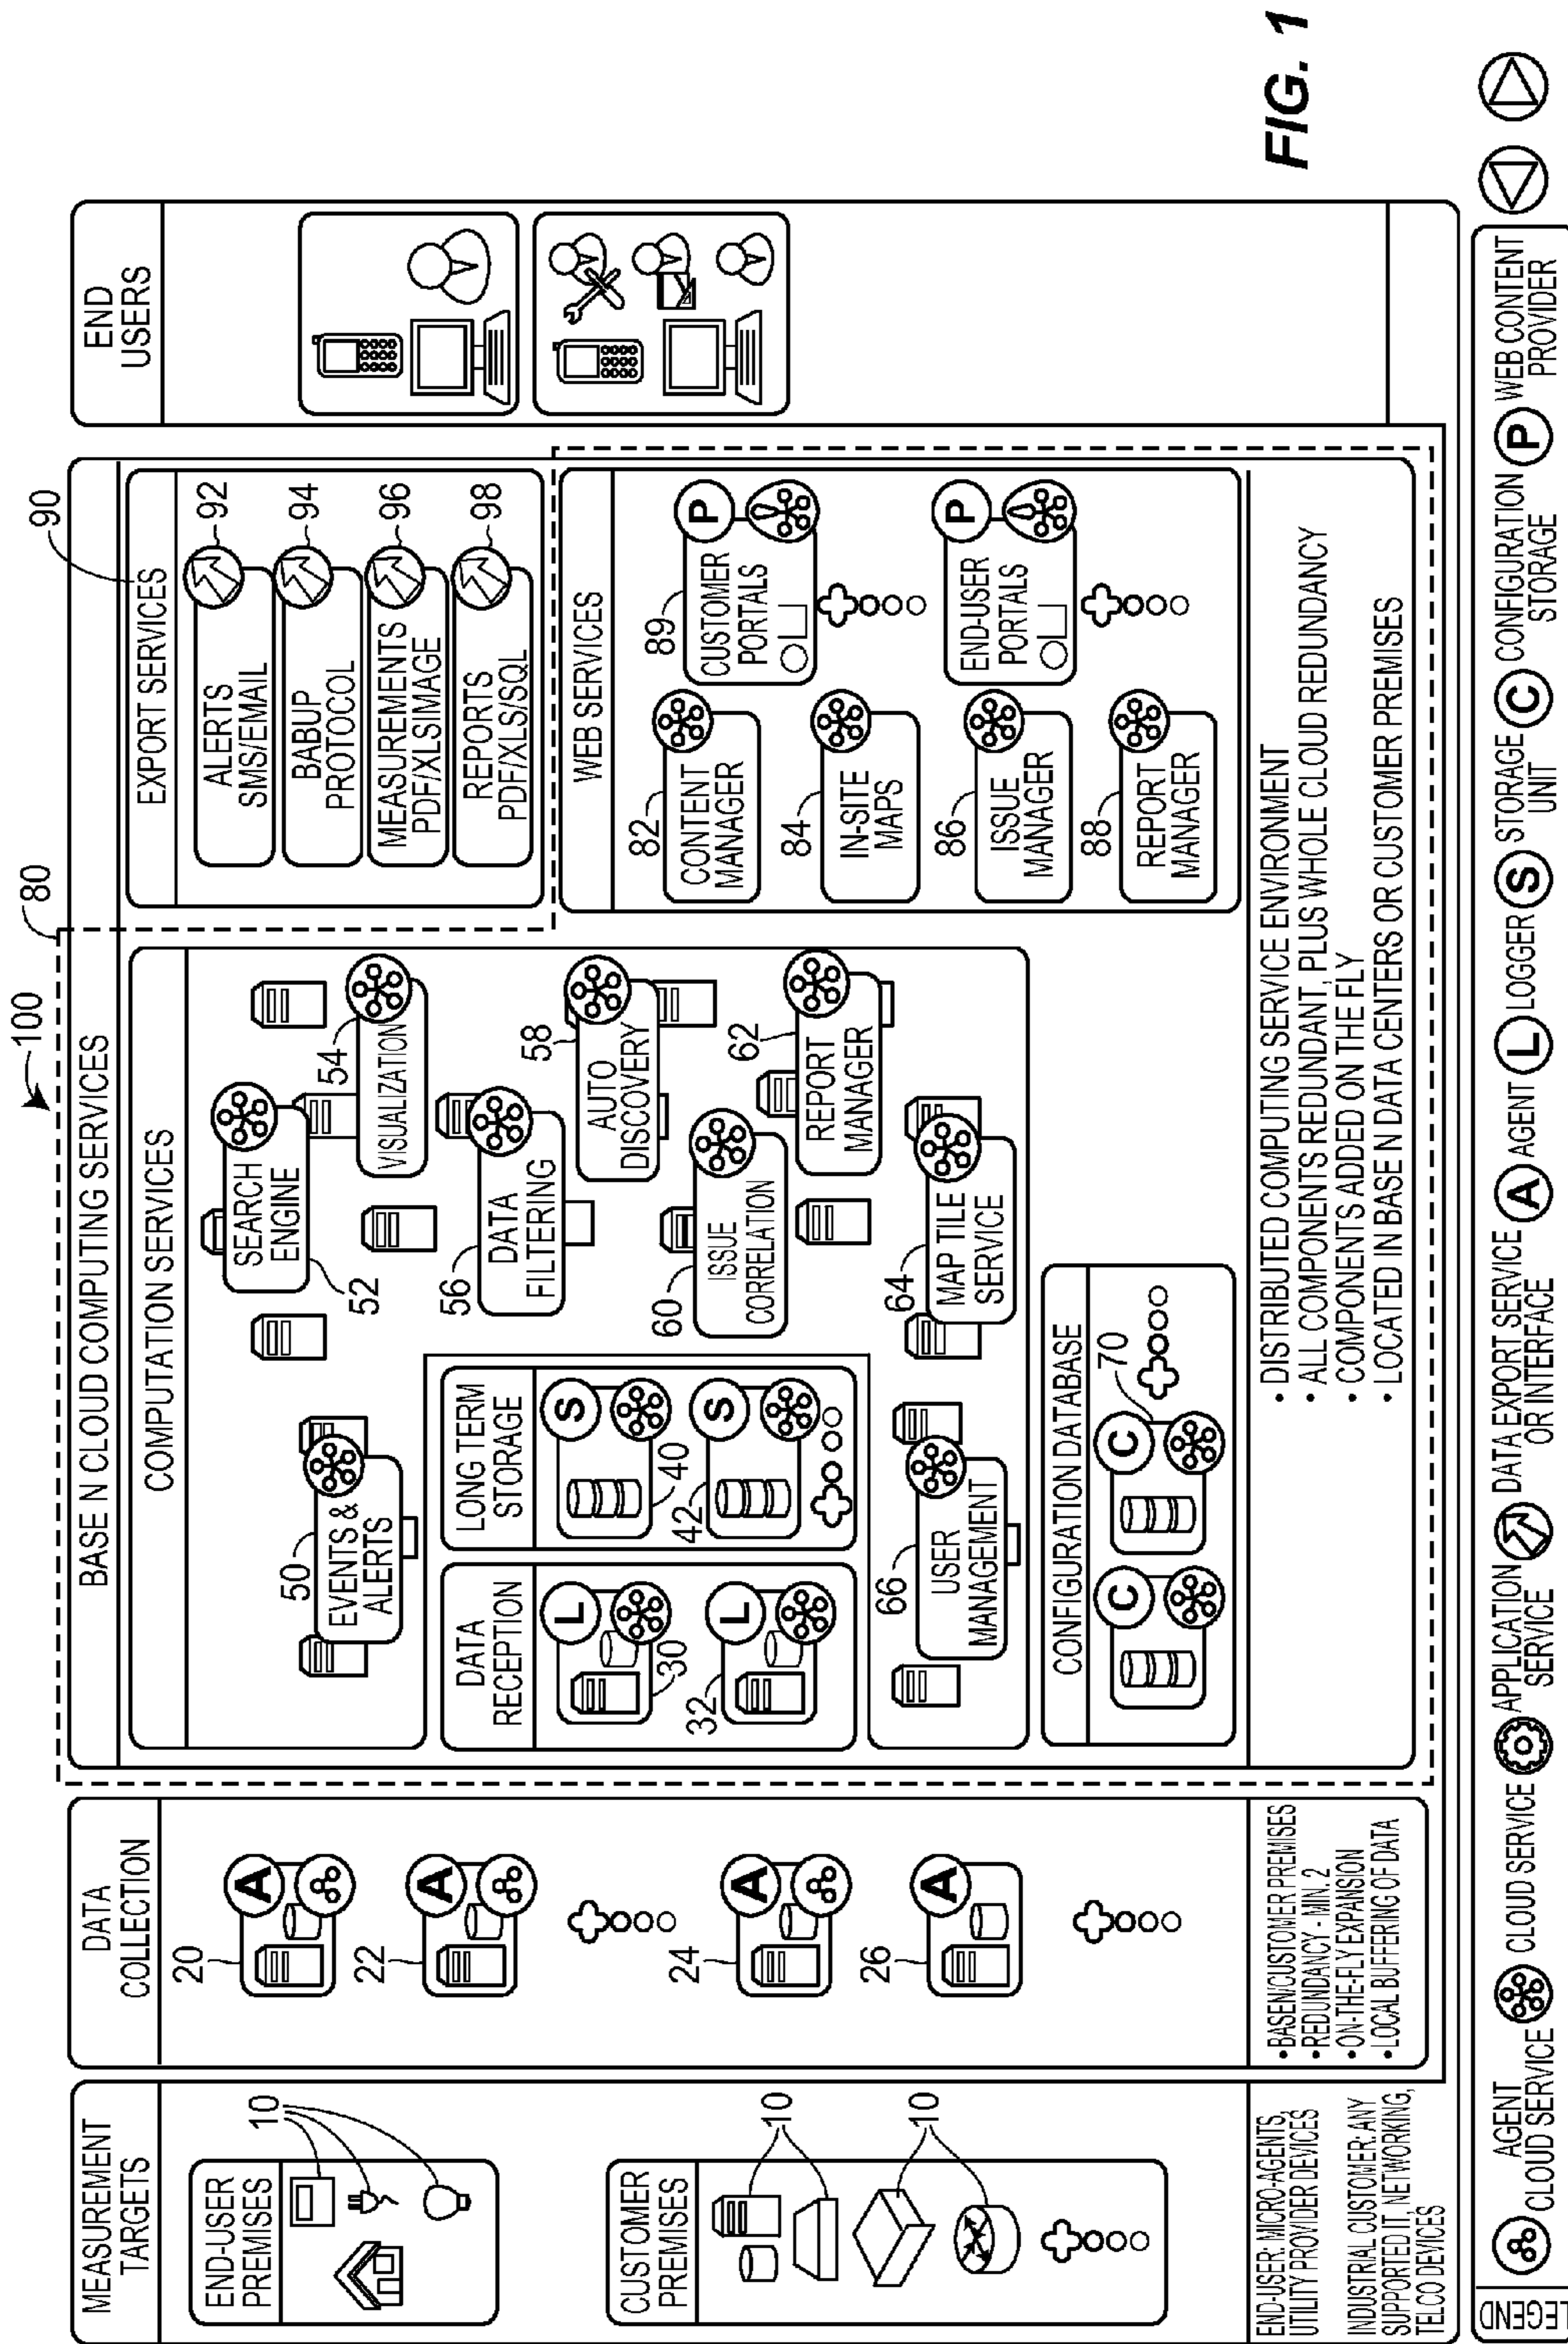 100
80
90
MEASUREMENT
TARGETS
END-USER
PREMISES
10
CUSTOMER
PREMISES
10
10
END-USER: MICRO-AGENTS,
UTILITY PROVIDER DEVICES
INDUSTRIAL CUSTOMER: ANY
SUPPORTED IT, NETWORKING,
TELCO DEVICES
DATA
COLLECTION
20
A
22
A
24
A
26
A
• BASEN/CUSTOMER PREMISES
• REDUNDANCY - MIN. 2
• ON-THE-FLY EXPANSION
• LOCAL BUFFERING OF DATA
BASE N CLOUD COMPUTING SERVICES
COMPUTATION SERVICES
50
EVENTS &
ALERTS
SEARCH
ENGINE
52
54
VISUALIZATION
56
DATA
FILTERING
58
AUTO
DISCOVERY
60
ISSUE
CORRELATION
62
REPORT
MANAGER
64
MAP TILE
SERVICE
66
USER
MANAGEMENT
DATA
RECEPTION
L
30
32
L
LONG TERM
STORAGE
S
40
42
S
CONFIGURATION DATABASE
C
C
70
EXPORT SERVICES
ALERTS
SMS/EMAIL
92
BABUP
PROTOCOL
94
MEASUREMENTS
PDF/XLSIMAGE
96
REPORTS
PDF/XLS/SQL
98
WEB SERVICES
82
CONTENT
MANAGER
84
IN-SITE
MAPS
86
ISSUE
MANAGER
88
REPORT
MANAGER
89
CUSTOMER
PORTALS
P
END-USER
PORTALS
P
• DISTRIBUTED COMPUTING SERVICE ENVIRONMENT
• ALL COMPONENTS REDUNDANT, PLUS WHOLE CLOUD REDUNDANCY
• COMPONENTS ADDED ON THE FLY
• LOCATED IN BASE N DATA CENTERS OR CUSTOMER PREMISES
END
USERS
LEGEND
AGENT
CLOUD SERVICE
CLOUD SERVICE
APPLICATION
SERVICE
DATA EXPORT SERVICE
OR INTERFACE
A AGENT
L LOGGER
S STORAGE
UNIT
C CONFIGURATION
STORAGE
P WEB CONTENT
PROVIDER
FIG. 1